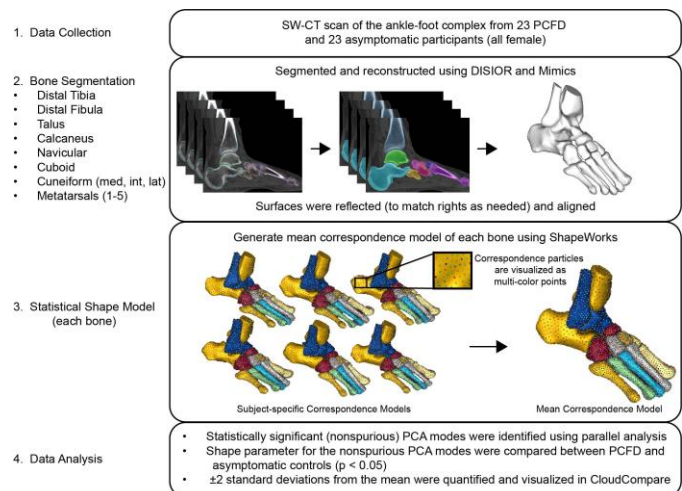 1. Data Collection
SW-CT scan of the ankle-foot complex from 23 PCFD
and 23 asymptomatic participants (all female)
2. Bone Segmentation
• Distal Tibia
• Distal Fibula
• Talus
• Calcaneus
• Navicular
• Cuboid
• Cuneiform (med, int, lat)
• Metatarsals (1-5)
Segmented and reconstructed using DISIOR and Mimics
Surfaces were reflected (to match rights as needed) and aligned
3. Statistical Shape Model
(each bone)
Generate mean correspondence model of each bone using ShapeWorks
Correspondence particles
are visualized as
multi-color points
Subject-specific Correspondence Models
Mean Correspondence Model
4. Data Analysis
• Statistically significant (nonspurious) PCA modes were identified using parallel analysis
• Shape parameter for the nonspurious PCA modes were compared between PCFD and
asymptomatic controls (p < 0.05)
• ±2 standard deviations from the mean were quantified and visualized in CloudCompare